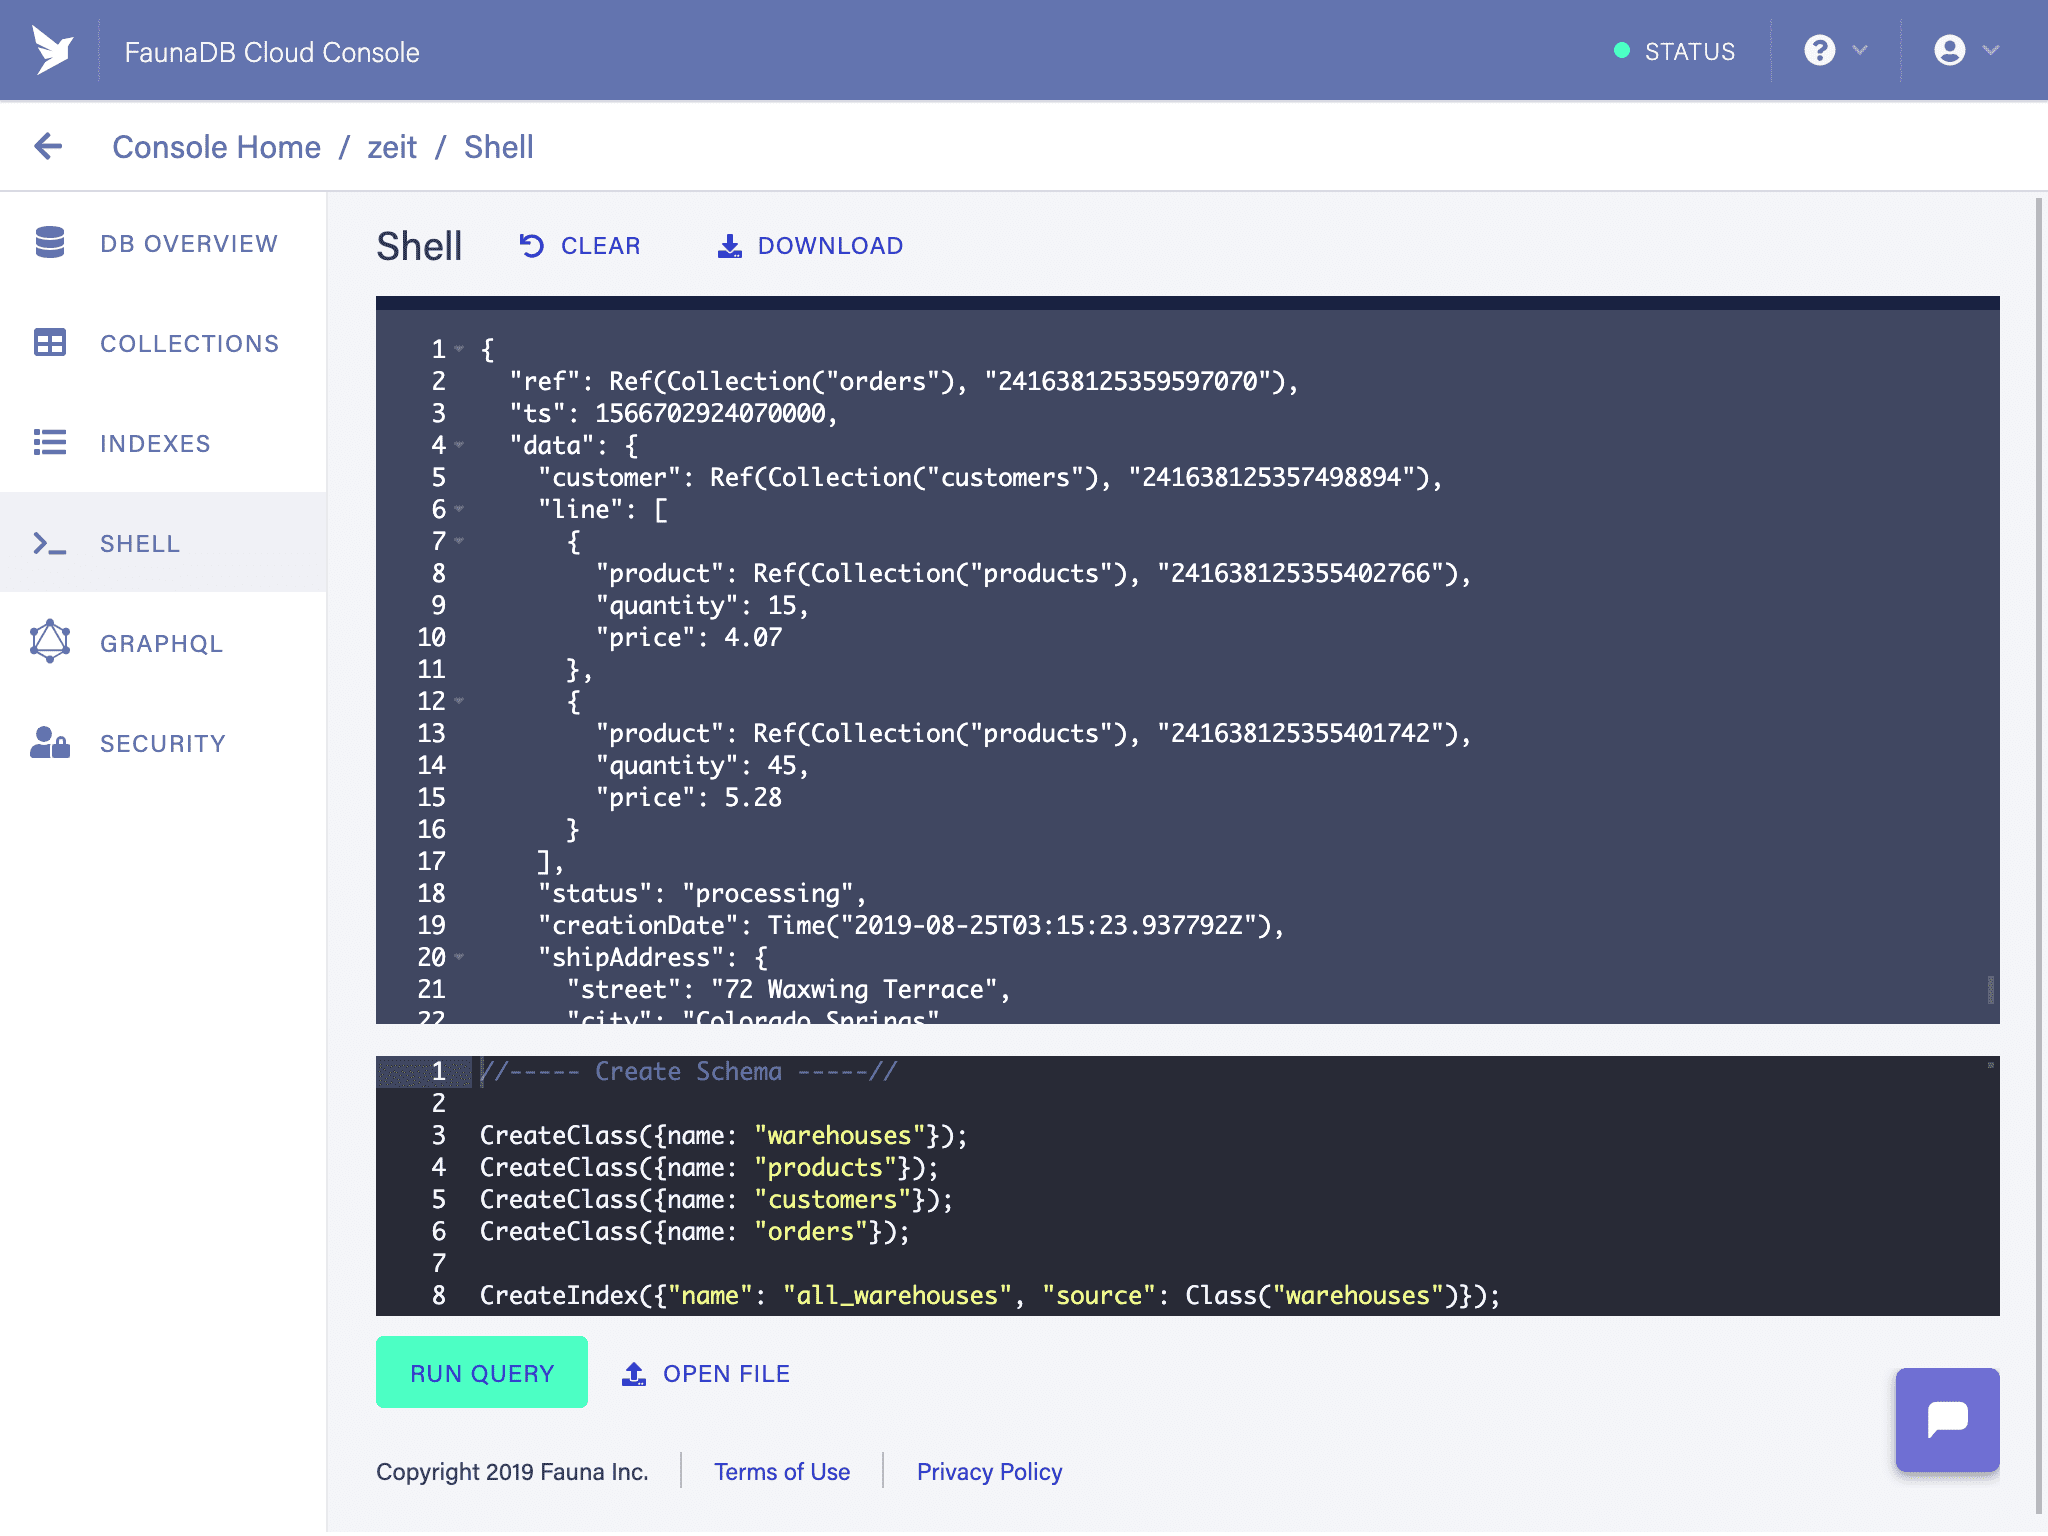 FaunaDB Cloud Console
STATUS
Console Home / zeit / Shell
DB OVERVIEW
COLLECTIONS
INDEXES
SHELL
GRAPHQL
SECURITY
Shell CLEAR DOWNLOAD
1 {
2 "ref": Ref(Collection("orders"), "241638125359597070"),
3 "ts": 1566702924070000,
4 "data": {
5 "customer": Ref(Collection("customers"), "241638125357498894"),
6 "line": [
7 {
8 "product": Ref(Collection("products"), "241638125355402766"),
9 "quantity": 15,
10 "price": 4.07
11 },
12 {
13 "product": Ref(Collection("products"), "241638125355401742"),
14 "quantity": 45,
15 "price": 5.28
16 }
17 ],
18 "status": "processing",
19 "creationDate": Time("2019-08-25T03:15:23.937792Z"),
20 "shipAddress": {
21 "street": "72 Waxwing Terrace",
22 "city": "Colorado Springs"
1 //----- Create Schema -----//
2
3 CreateClass({name: "warehouses"});
4 CreateClass({name: "products"});
5 CreateClass({name: "customers"});
6 CreateClass({name: "orders"});
7
8 CreateIndex({"name": "all_warehouses", "source": Class("warehouses")});
RUN QUERY OPEN FILE
Copyright 2019 Fauna Inc. Terms of Use Privacy Policy